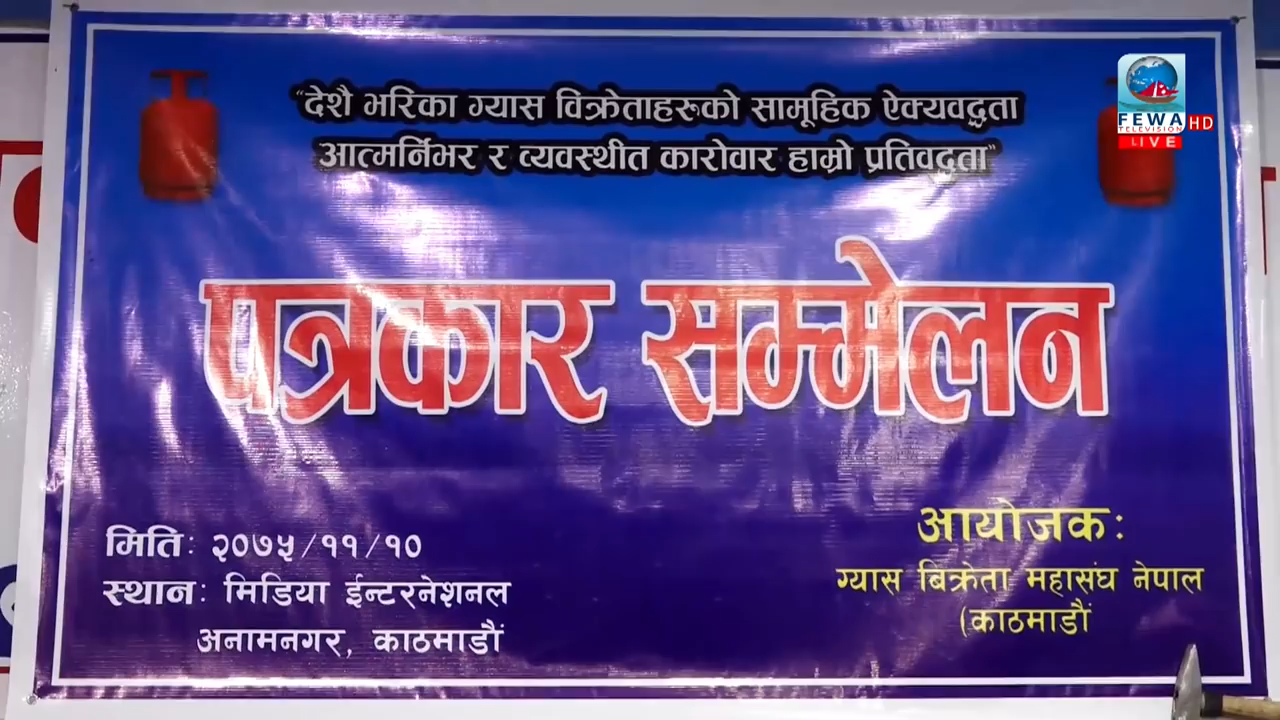 “देशै भरिका ग्यास विक्रेताहरुको सामूहिक ऐक्यवद्धता
आत्मर्निभर र व्यवस्थीत कारोवार हाम्रो प्रतिवद्धता”
पत्रकार सम्मेलन
मिति: २०७५/११/१०
स्थान: मिडिया ईन्टरनेशनल
अनामनगर, काठमाडौं
आयोजक:
ग्यास बिक्रेता महासंघ नेपाल
(काठमाडौं
FEWA HD
TELEVISION
LIVE